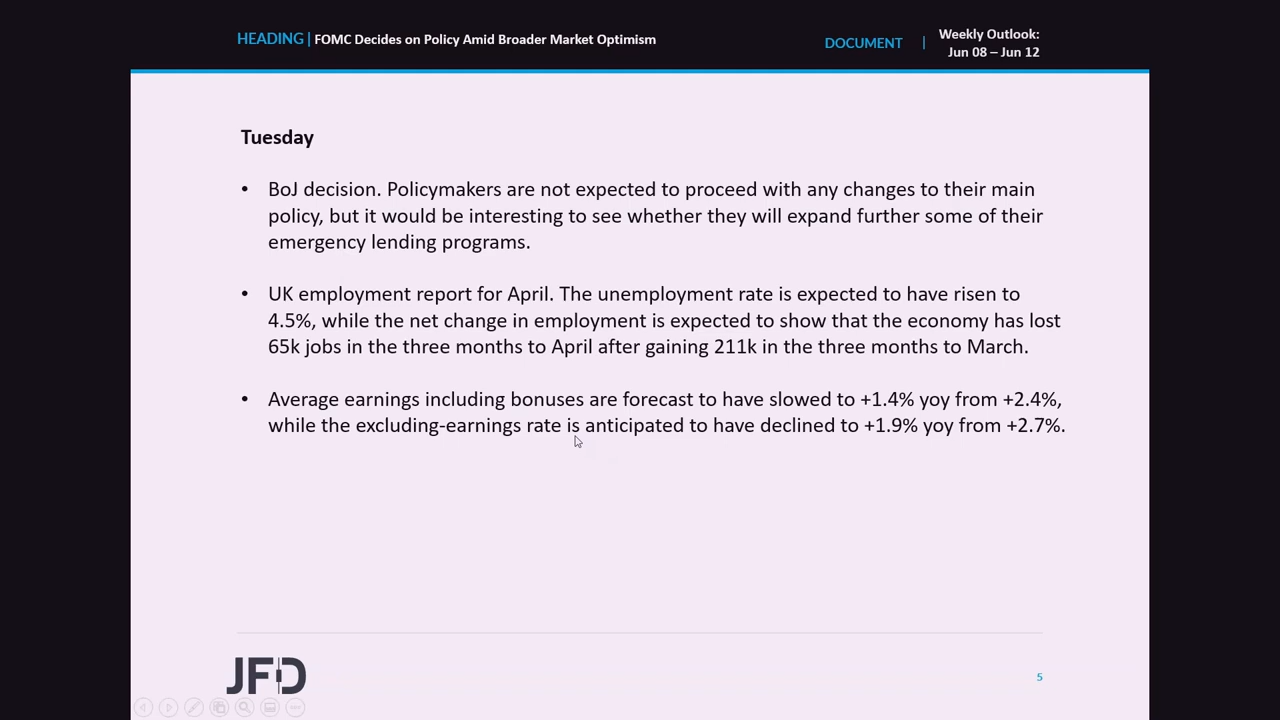 HEADING | FOMC Decides on Policy Amid Broader Market Optimism
DOCUMENT | Weekly Outlook:
Jun 08 – Jun 12
Tuesday
• BoJ decision. Policymakers are not expected to proceed with any changes to their main
policy, but it would be interesting to see whether they will expand further some of their
emergency lending programs.
• UK employment report for April. The unemployment rate is expected to have risen to
4.5%, while the net change in employment is expected to show that the economy has lost
65k jobs in the three months to April after gaining 211k in the three months to March.
• Average earnings including bonuses are forecast to have slowed to +1.4% yoy from +2.4%,
while the excluding-earnings rate is anticipated to have declined to +1.9% yoy from +2.7%.
JFD
5